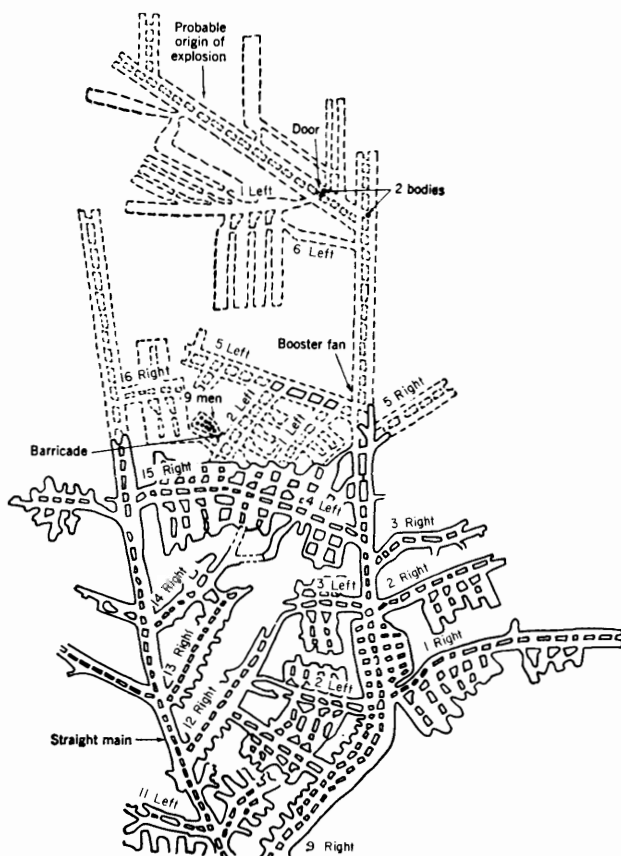 Probable
origin of
explosion
Door
2 bodies
1 Left
6 Left
Booster fan
5 Left
16 Right
9 men
2 Left
Left
5 Right
Barricade
15 Right
4 Left
3 Right
14 Right
3 Left
2 Right
13 Right
1 Right
12 Right
2 Left
Straight main
11 Left
9 Right